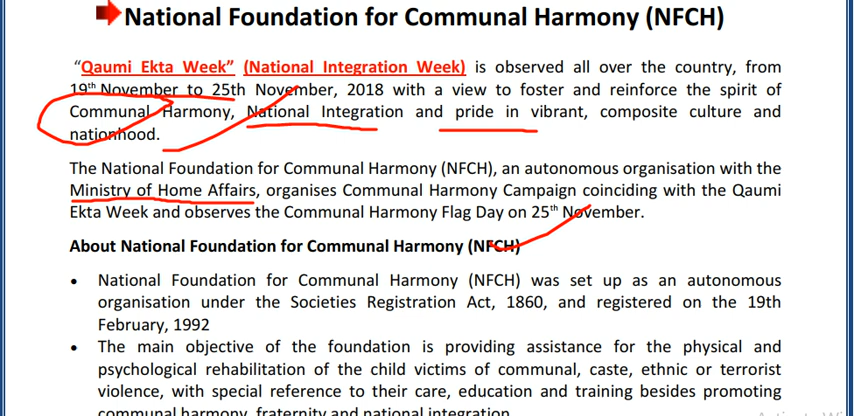 National Foundation for Communal Harmony (NFCH)
“Qaumi Ekta Week” (National Integration Week) is observed all over the country, from
19th November to 25th November, 2018 with a view to foster and reinforce the spirit of
Communal Harmony, National Integration and pride in vibrant, composite culture and
nationhood.
The National Foundation for Communal Harmony (NFCH), an autonomous organisation with the
Ministry of Home Affairs, organises Communal Harmony Campaign coinciding with the Qaumi
Ekta Week and observes the Communal Harmony Flag Day on 25th November.
About National Foundation for Communal Harmony (NFCH)
• National Foundation for Communal Harmony (NFCH) was set up as an autonomous
organisation under the Societies Registration Act, 1860, and registered on the 19th
February, 1992
• The main objective of the foundation is providing assistance for the physical and
psychological rehabilitation of the child victims of communal, caste, ethnic or terrorist
violence, with special reference to their care, education and training besides promoting
communal harmony, fraternity and national integration